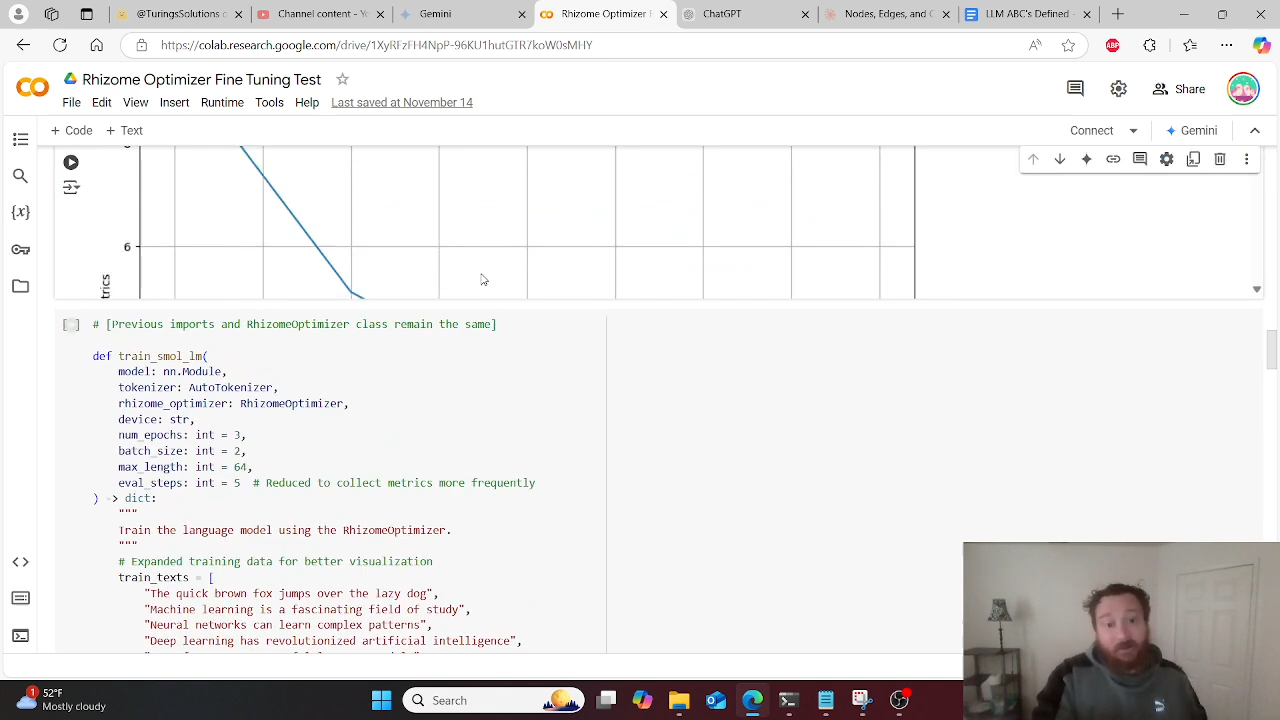 @TuringsSolutions c
Channel content - Yo
Gemini
Rhizome Optimizer F
ChatGPT
Nodes, Edges, and C
LLM ABC's Defined -
https://colab.research.google.com/drive/1XyRFzFH4NpP-96KU1hutGTR7koW0sMHY
ABP
Rhizome Optimizer Fine Tuning Test
File Edit View Insert Runtime Tools Help Last saved at November 14
Share
+ Code + Text
Connect
Gemini
{x}
6
trics
[ ] # [Previous imports and RhizomeOptimizer class remain the same]
def train_smol_lm(
model: nn.Module,
tokenizer: AutoTokenizer,
rhizome_optimizer: RhizomeOptimizer,
device: str,
num_epochs: int = 3,
batch_size: int = 2,
max_length: int = 64,
eval_steps: int = 5 # Reduced to collect metrics more frequently
) -> dict:
"""
Train the language model using the RhizomeOptimizer.
"""
# Expanded training data for better visualization
train_texts = [
"The quick brown fox jumps over the lazy dog",
"Machine learning is a fascinating field of study",
"Neural networks can learn complex patterns",
"Deep learning has revolutionized artificial intelligence",
1
52°F
Mostly cloudy
Search